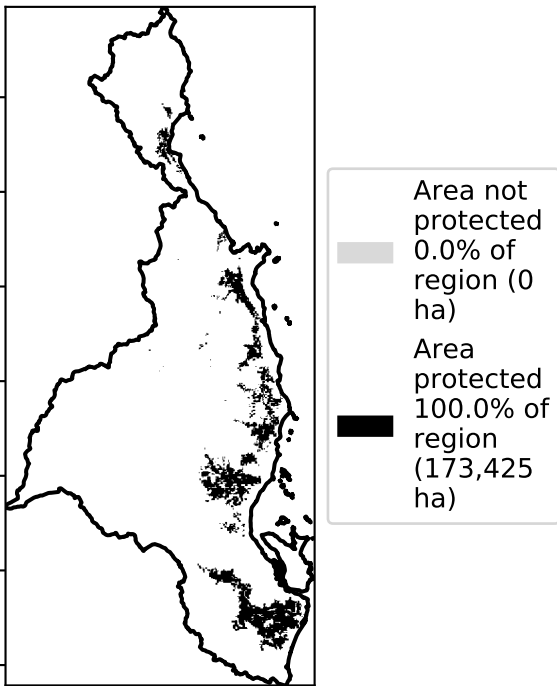 Area not
protected
0.0% of
region (0
ha)
Area
protected
100.0% of
region
(173,425
ha)